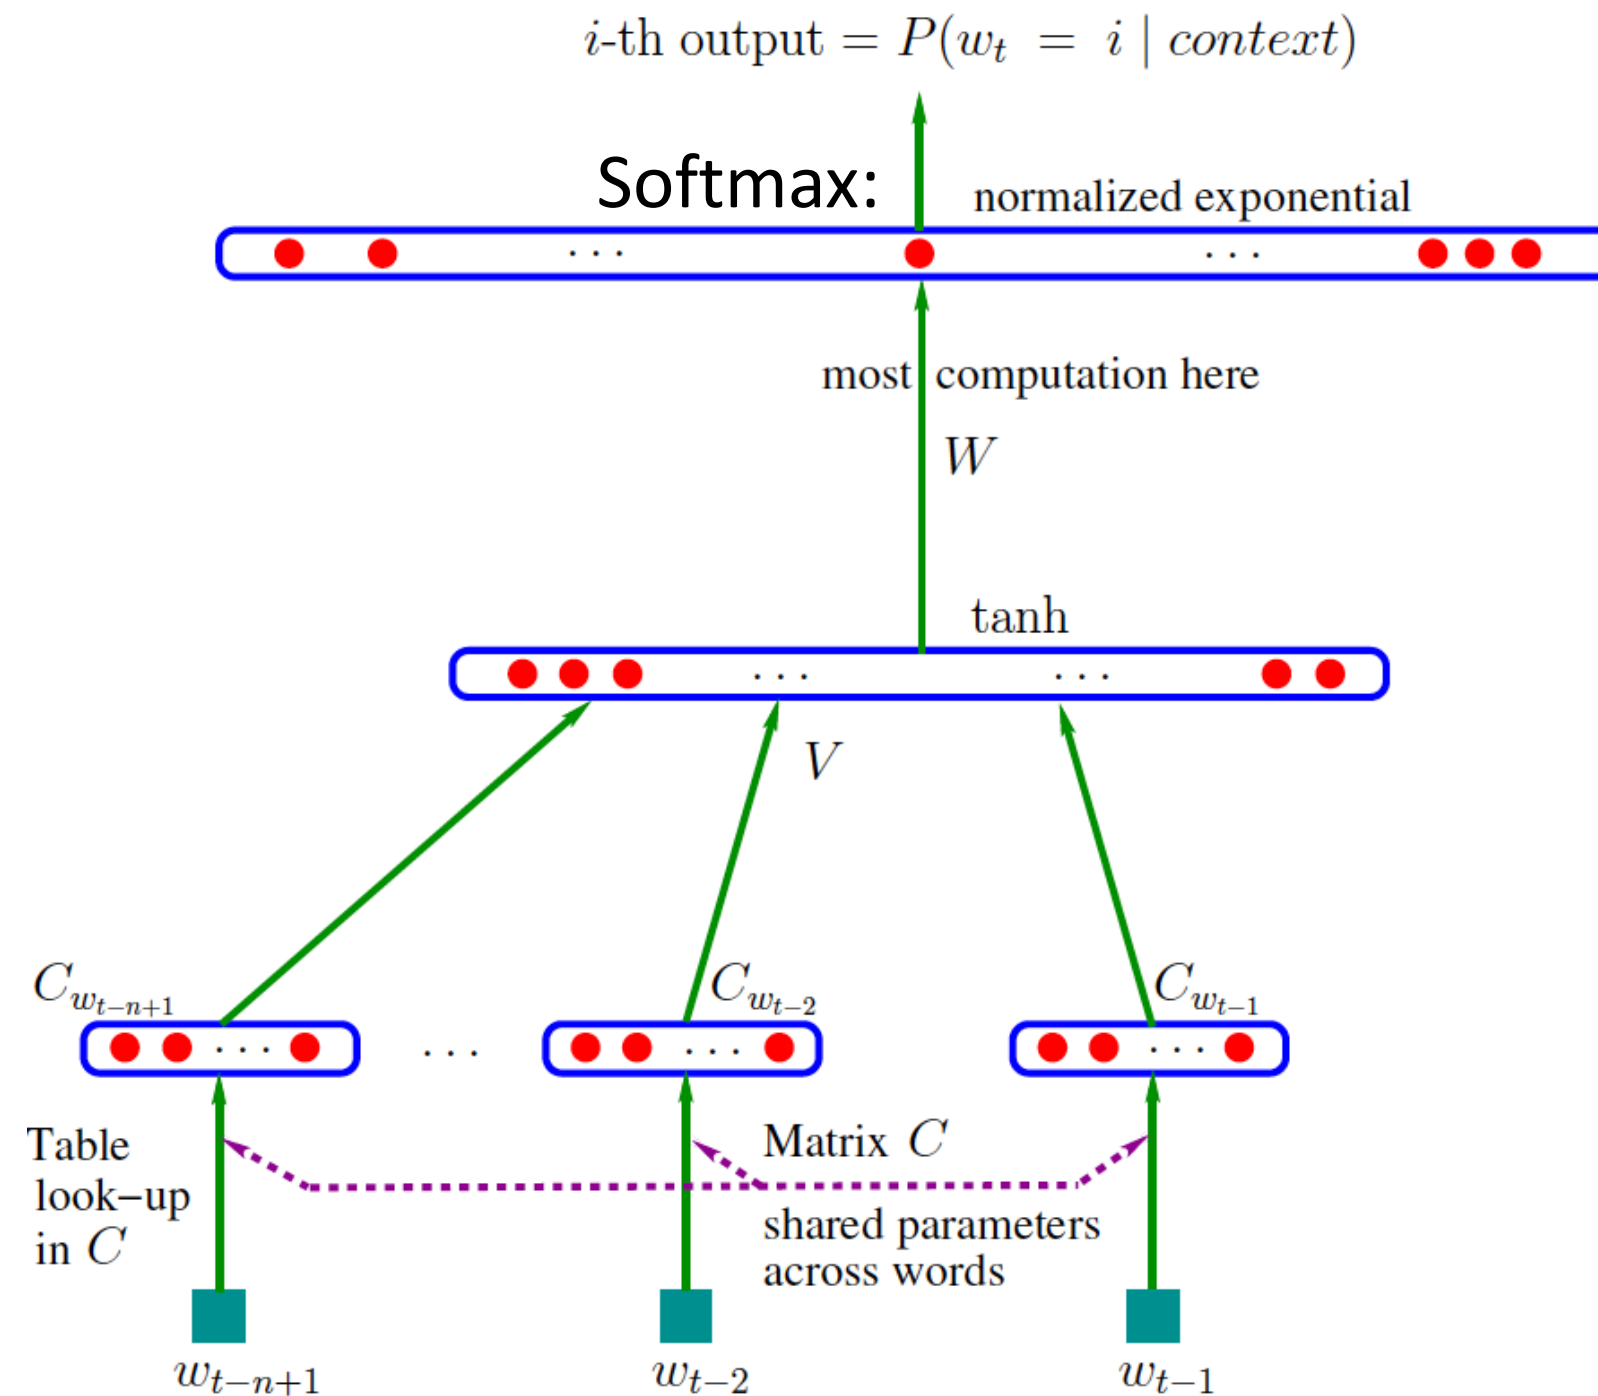 i-th output = P(w_t = i | context)
Softmax:
normalized exponential
. . .
. . .
most computation here
W
tanh
. . .
. . .
V
C_{w_{t−n+1}}
C_{w_{t−2}}
C_{w_{t−1}}
. . .
. . .
. . .
. . .
Table
look−up
in C
Matrix C
shared parameters
across words
w_{t−n+1}
w_{t−2}
w_{t−1}